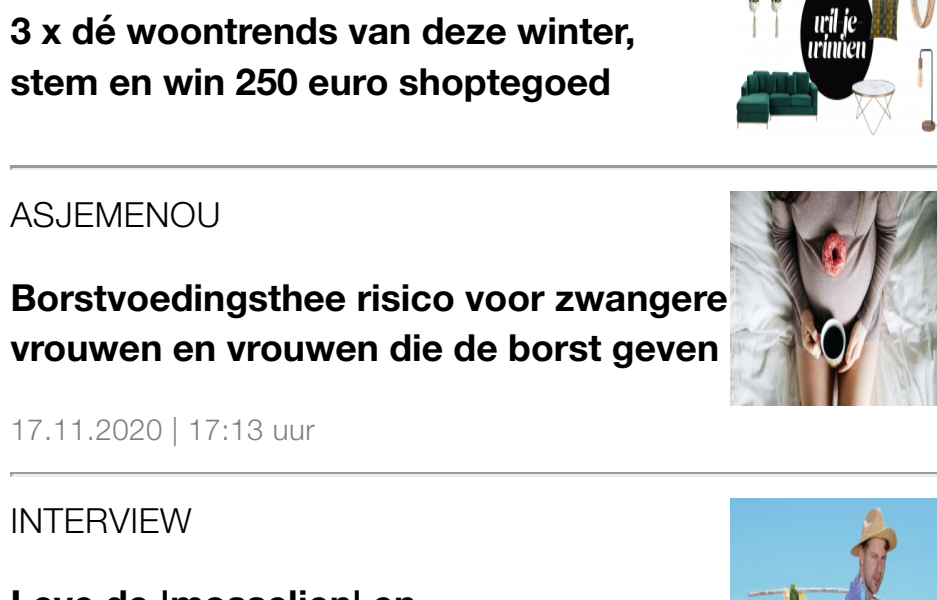 3 x dé woontrends van deze winter,
stem en win 250 euro shoptegoed
wil je
winnen
ASJEMENOU
Borstvoedingsthee risico voor zwangere
vrouwen en vrouwen die de borst geven
17.11.2020 | 17:13 uur
INTERVIEW